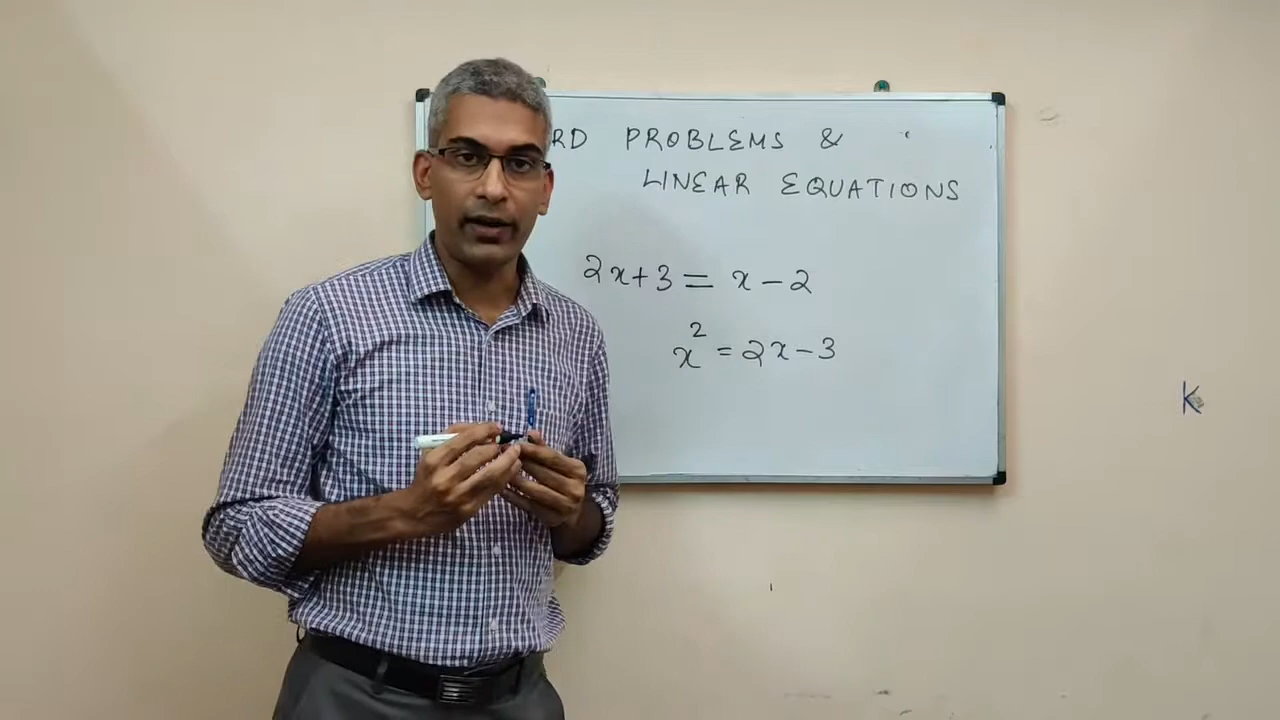 RD PROBLEMS &
LINEAR EQUATIONS
2x+3 = x-2
x² = 2x-3
K